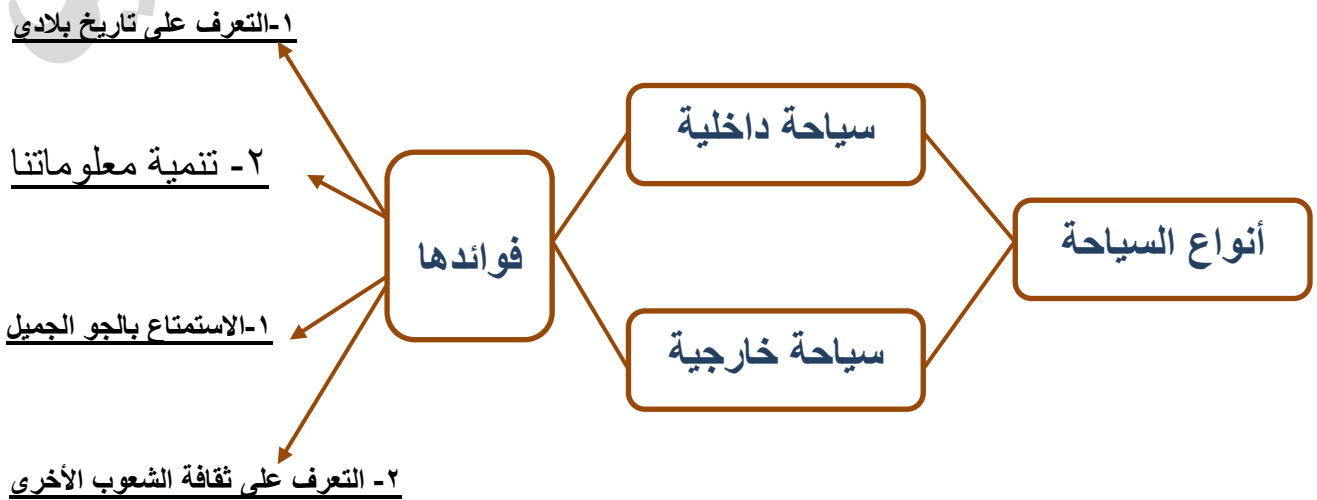 أنواع السياحة
سياحة داخلية
سياحة خارجية
فوائدها
١-التعرف على تاريخ بلادي
٢- تنمية معلوماتنا
١-الاستمتاع بالجو الجميل
٢- التعرف على ثقافة الشعوب الأخرى